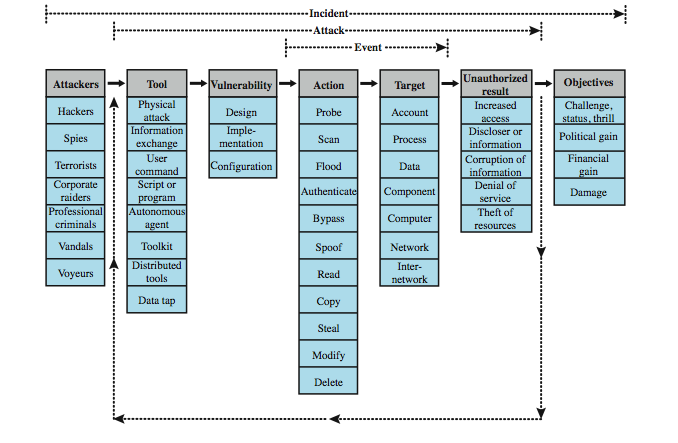 Incident
Attack
Event
Attackers
Tool
Vulnerability
Action
Target
Unauthorized
result
Objectives
Hackers
Spies
Terrorists
Corporate
raiders
Professional
criminals
Vandals
Voyeurs
Physical
attack
Information
exchange
User
command
Script or
program
Autonomous
agent
Toolkit
Distributed
tools
Data tap
Design
Imple-
mentation
Configuration
Probe
Scan
Flood
Authenticate
Bypass
Spoof
Read
Copy
Steal
Modify
Delete
Account
Process
Data
Component
Computer
Network
Inter-
network
Increased
access
Discloser or
information
Corruption of
information
Denial of
service
Theft of
resources
Challenge,
status, thrill
Political gain
Financial
gain
Damage